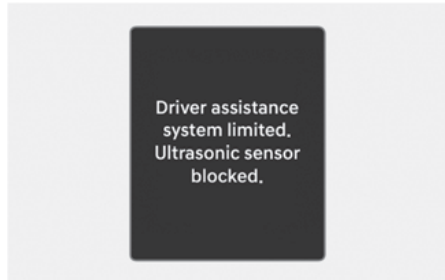 Driver assistance
system limited.
Ultrasonic sensor
blocked.